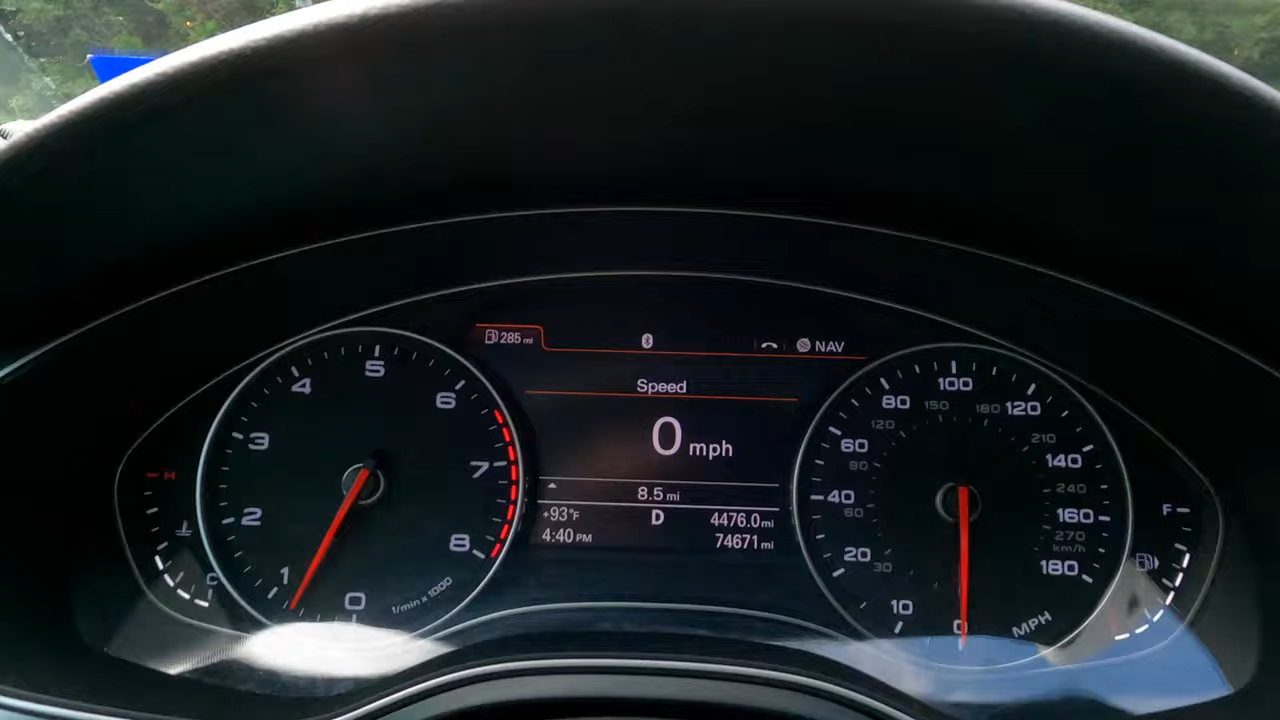 285 mi
NAV
Speed
0 mph
8.5 mi
+93°F
D
4476.0 mi
4:40 PM
74671 mi
H
C
0
1
2
3
4
5
6
7
8
1/min x 1000
0
10
20
40
60
80
100
120
140
160
180
MPH
30
60
90
120
150
180
210
240
270
km/h
F